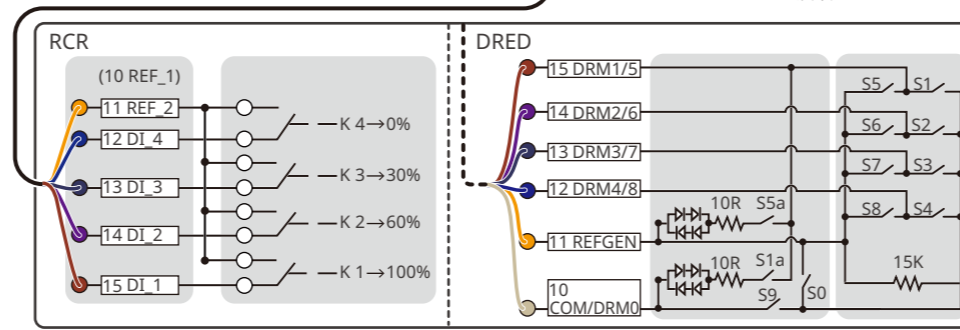 RCR
(10 REF_1)
11 REF_2
12 DI_4
13 DI_3
14 DI_2
15 DI_1
K 4→0%
K 3→30%
K 2→60%
K 1→100%
DRED
15 DRM1/5
14 DRM2/6
13 DRM3/7
12 DRM4/8
11 REFGEN
10
COM/DRM0
10R S5a
10R S1a
S9 S0
S5 S1
S6 S2
S7 S3
S8 S4
15K